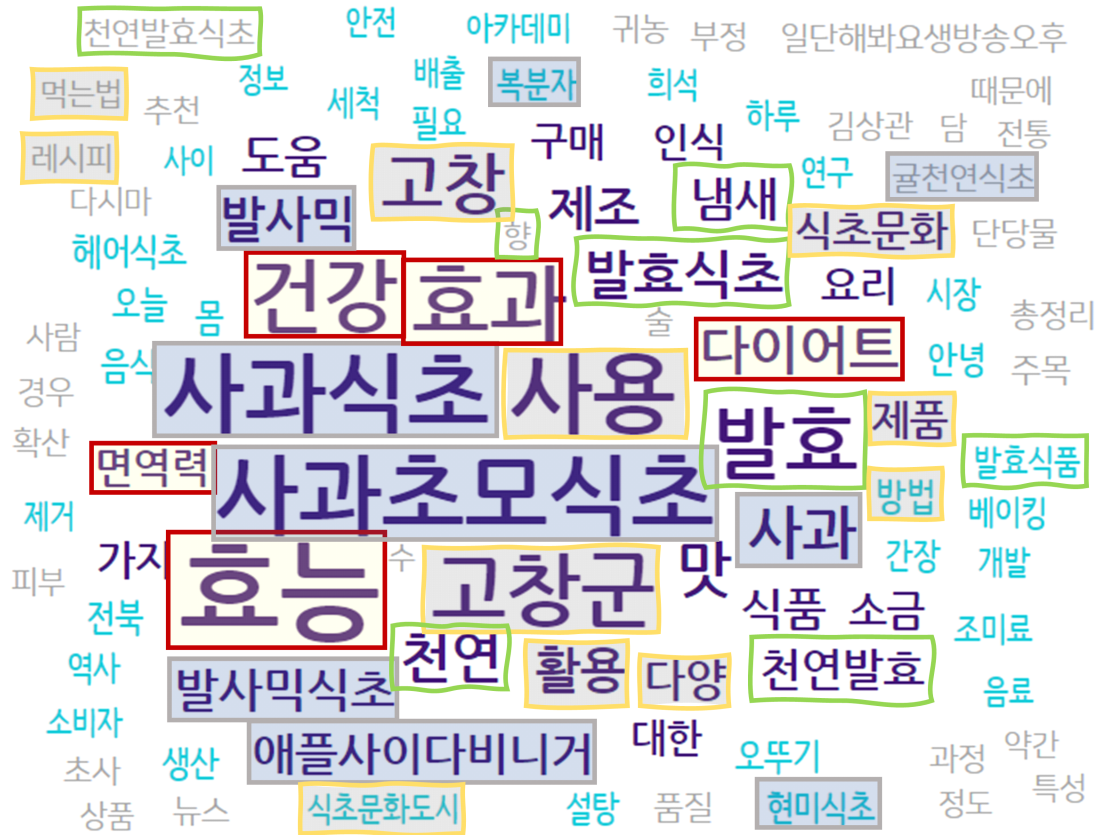 천연발효식초
안전
아카데미
귀농
부정
일단해봐요생방송오후
먹는법
추천
정보
세척
배출
복분자
희석
때문에
필요
하루
김상관
담
전통
레시피
사이
도움
고창
구매
인식
연구
귤천연식초
다시마
발사믹
향
제조
냄새
식초문화
단당물
헤어식초
건강
효과
발효식초
요리
시장
오늘
몸
술
총정리
사람
음식
사과식초
사용
다이어트
안녕
주목
경우
확산
면역력
사과초모식초
발효
제품
발효식품
제거
사과
방법
베이킹
피부
가지
효능
수
고창군
맛
간장
개발
전북
천연
식품
소금
조미료
역사
발사믹식초
활용
다양
천연발효
음료
소비자
애플사이다비니거
대한
오뚜기
과정
약간
초사
생산
특성
상품
뉴스
식초문화도시
설탕
품질
현미식초
정도